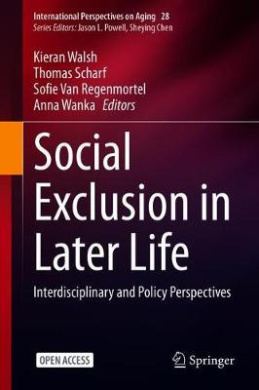 International Perspectives on Aging 28
Series Editors: Jason L. Powell, Sheying Chen
Kieran Walsh
Thomas Scharf
Sofie Van Regenmortel
Anna Wanka Editors
Social
Exclusion in
Later Life
Interdisciplinary and Policy Perspectives
OPEN ACCESS
Springer